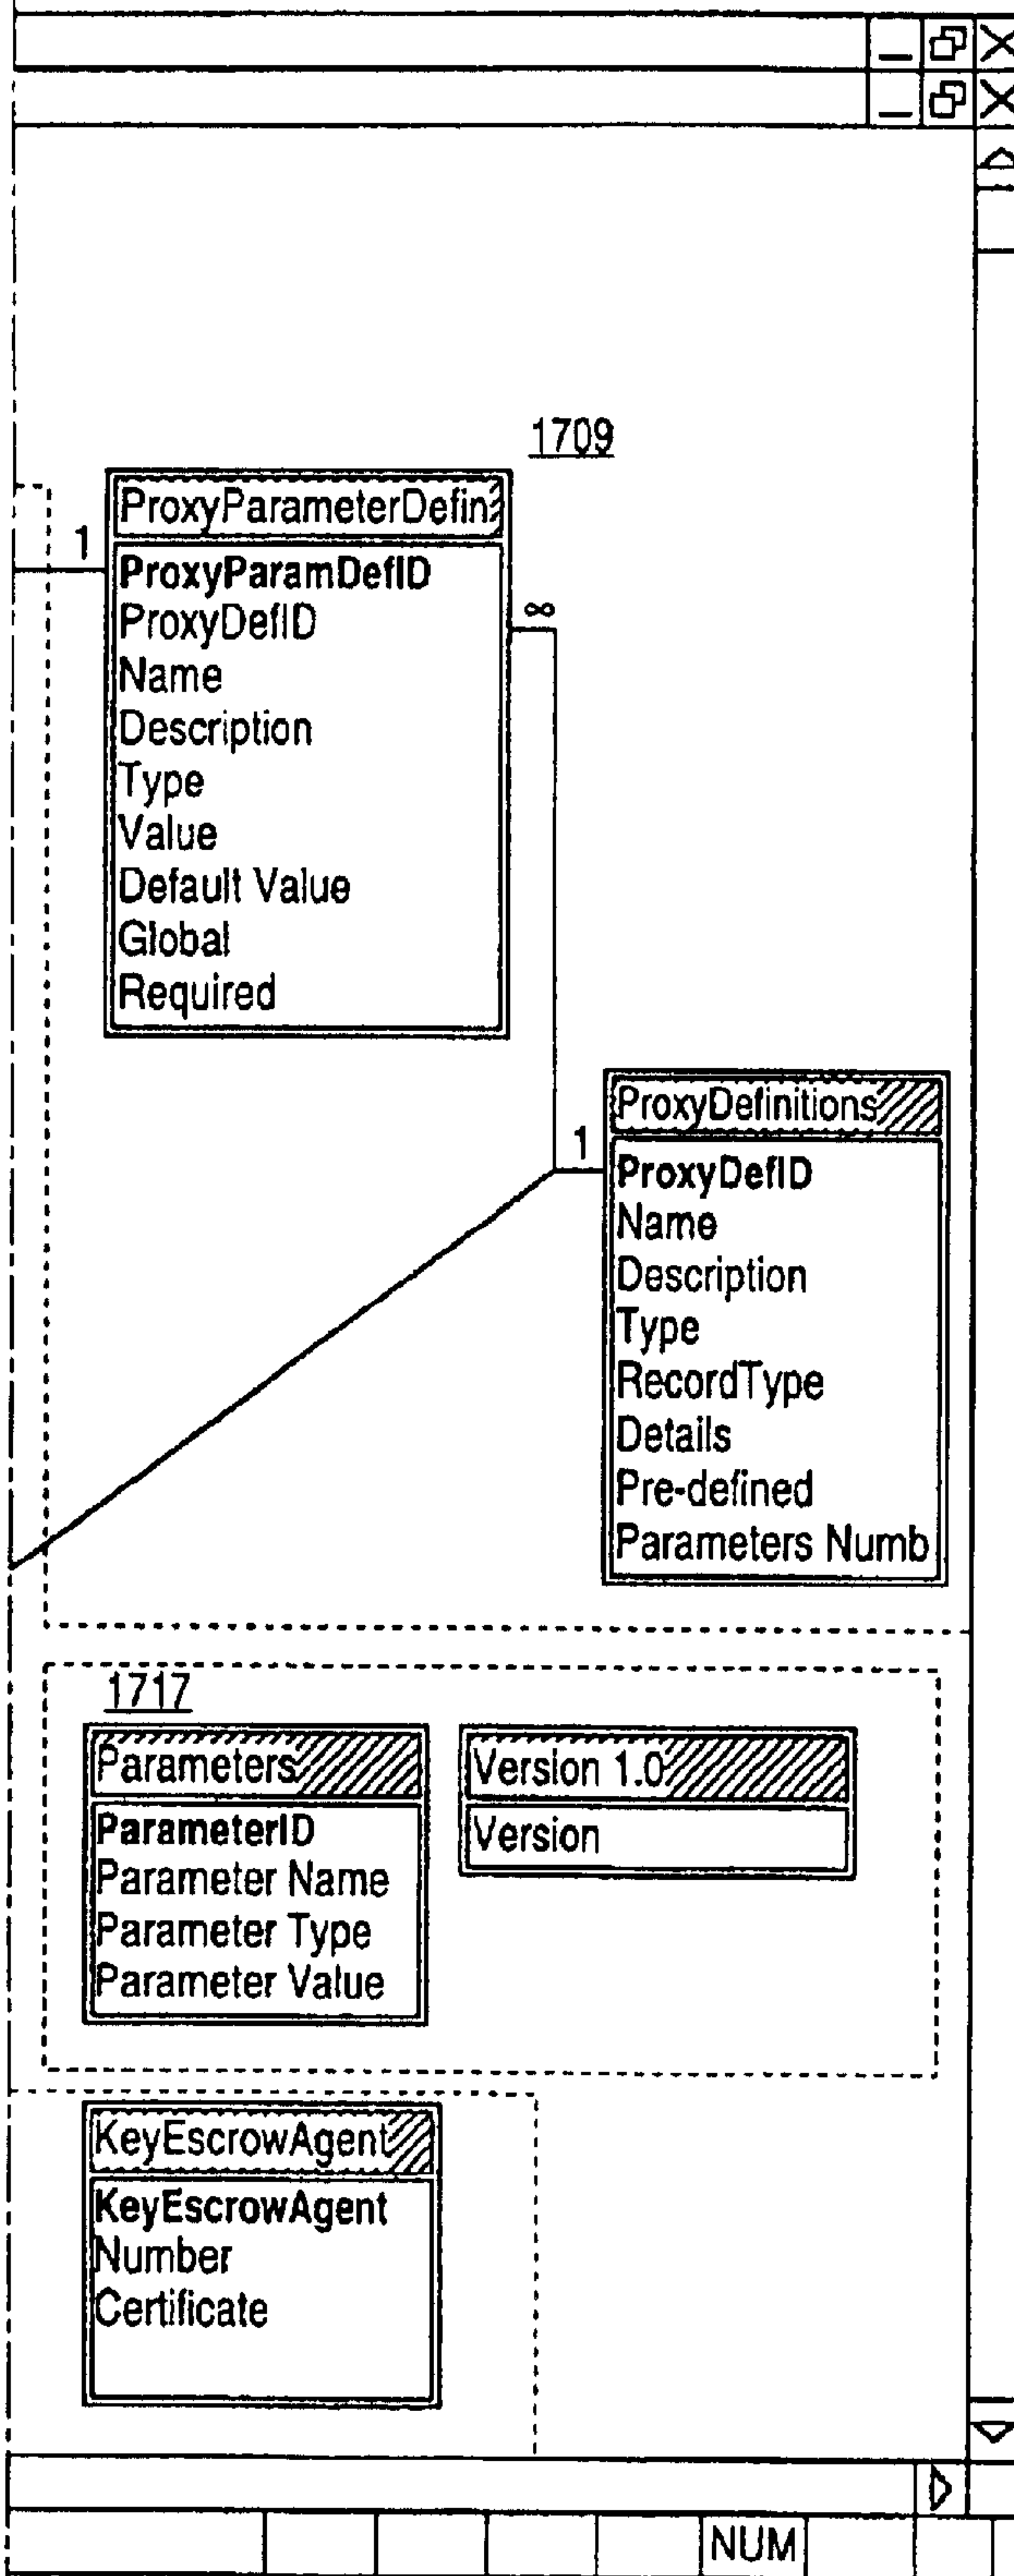 1709
ProxyParameterDefin
1
ProxyParamDefID
ProxyDefID
Name
Description
Type
Value
Default Value
Global
Required
∞
ProxyDefinitions
1
ProxyDefID
Name
Description
Type
RecordType
Details
Pre-defined
Parameters Numb
1717
Parameters
ParameterID
Parameter Name
Parameter Type
Parameter Value
Version 1.0
Version
KeyEscrowAgent
KeyEscrowAgent
Number
Certificate
NUM